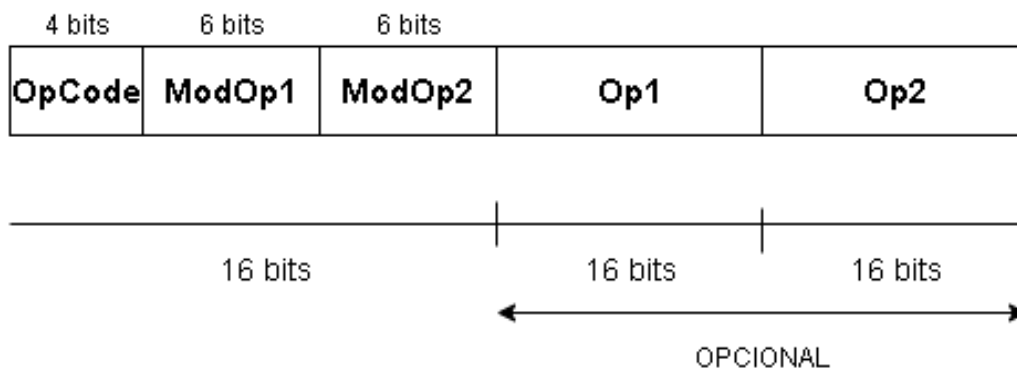 4 bits 6 bits 6 bits
OpCode ModOp1 ModOp2 Op1 Op2
16 bits 16 bits 16 bits
OPCIONAL